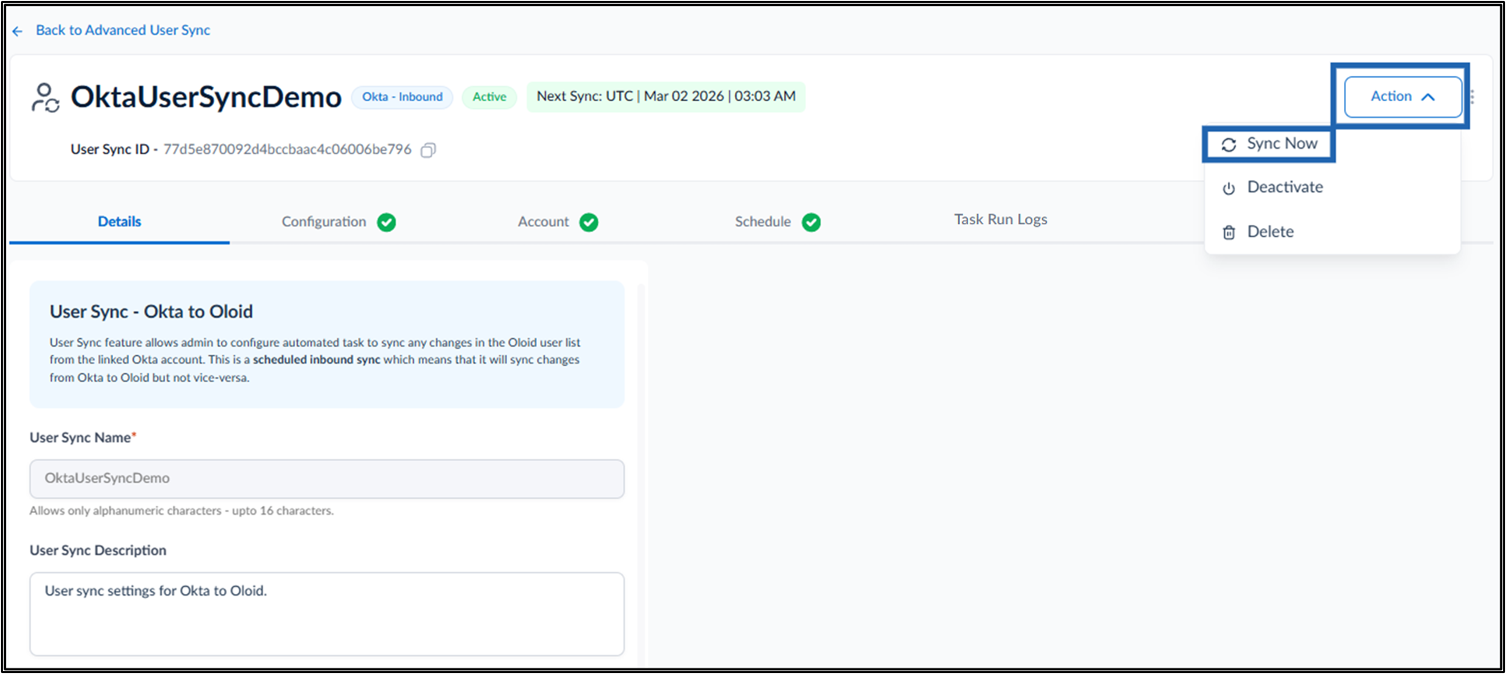 Back to Advanced User Sync
OktaUserSyncDemo Okta - Inbound Active Next Sync: UTC | Mar 02 2026 | 03:03 AM Action
User Sync ID - 77d5e870092d4bccbaac4c06006be796
Sync Now
Deactivate
Delete
Details Configuration Account Schedule Task Run Logs
User Sync - Okta to Oloid
User Sync feature allows admin to configure automated task to sync any changes in the Oloid user list
from the linked Okta account. This is a scheduled inbound sync which means that it will sync changes
from Okta to Oloid but not vice-versa.
User Sync Name*
OktaUserSyncDemo
Allows only alphanumeric characters - upto 16 characters.
User Sync Description
User sync settings for Okta to Oloid.